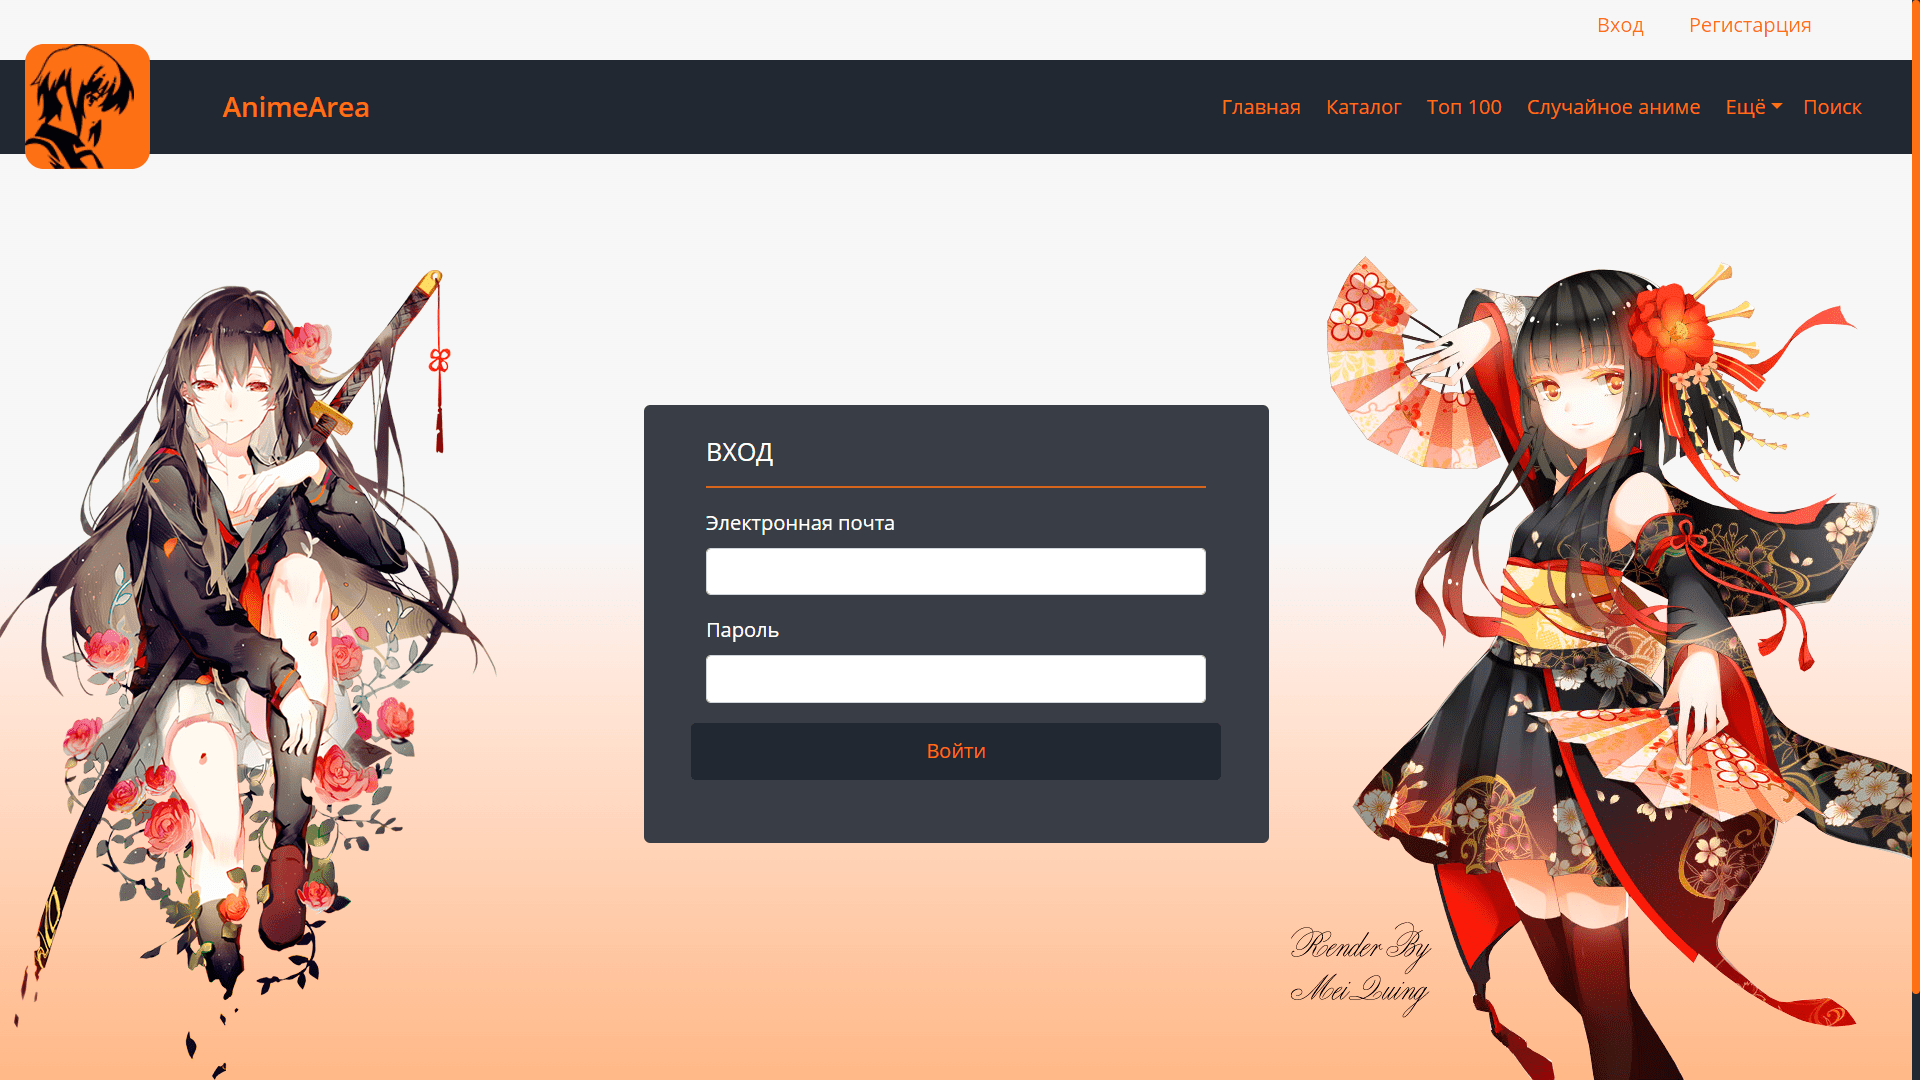 Вход Регистарция
AnimeArea Главная Каталог Топ 100 Случайное аниме Ещё Поиск
ВХОД
Электронная почта
Пароль
Войти
Render By
Mei Quing